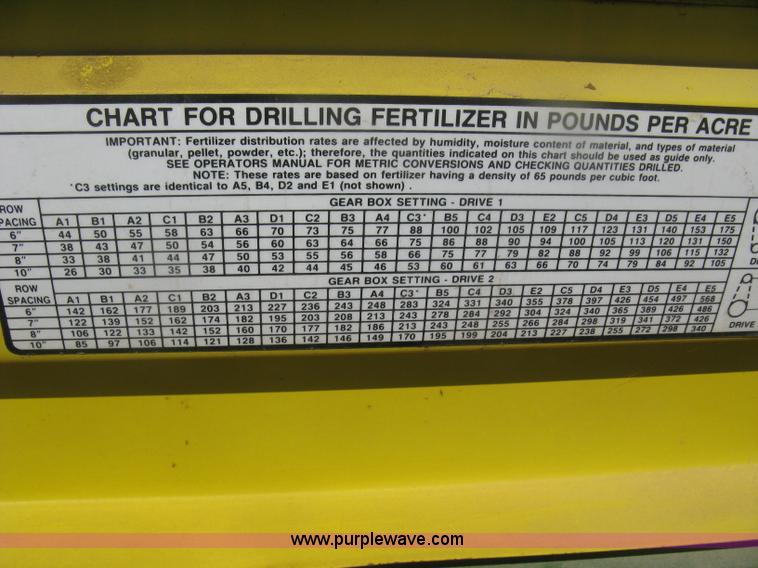 CHART FOR DRILLING FERTILIZER IN POUNDS PER ACRE
IMPORTANT: Fertilizer distribution rates are affected by humidity, moisture content of material, and types of material
(granular, pellet, powder, etc.); therefore, the quantities indicated on this chart should be used as guide only.
SEE OPERATORS MANUAL FOR METRIC CONVERSIONS AND CHECKING QUANTITIES DRILLED.
NOTE: These rates are based on fertilizer having a density of 65 pounds per cubic foot.
*C3 settings are identical to A5, B4, D2 and E1 (not shown) .
ROW SPACING GEAR BOX SETTING - DRIVE 1
A1 B1 A2 C1 B2 A3 D1 C2 B3 A4 C3* B5 C4 D3 E2 C5 D4 E3 D5 E4 E5
6" 44 50 55 58 63 66 70 73 75 77 88 100 102 105 109 117 123 131 140 153 175
7" 38 43 47 50 54 56 60 63 64 66 75 86 88 90 94 100 105 113 120 131 150
8" 33 38 41 44 47 50 53 55 56 58 66 75 77 79 82 88 92 99 106 115 132
10" 26 30 33 35 38 40 42 44 45 46 53 60 61 63 66 70 74 79 84 92 105
ROW SPACING GEAR BOX SETTING - DRIVE 2
A1 B1 A2 C1 B2 A3 D1 C2 B3 A4 C3* B5 C4 D3 E2 C5 D4 E3 D5 E4 E5
6" 142 162 177 189 203 213 227 236 243 248 283 324 331 340 355 378 397 426 454 497 568
7" 122 139 152 162 174 182 195 203 208 213 243 278 284 292 304 324 340 365 389 426 486
8" 106 122 133 142 152 160 170 177 182 186 213 243 248 255 266 284 298 319 341 372 426
10" 85 97 106 114 121 128 136 142 146 149 170 195 199 204 213 227 238 255 272 298 340
DRIVE
www.purplewave.com